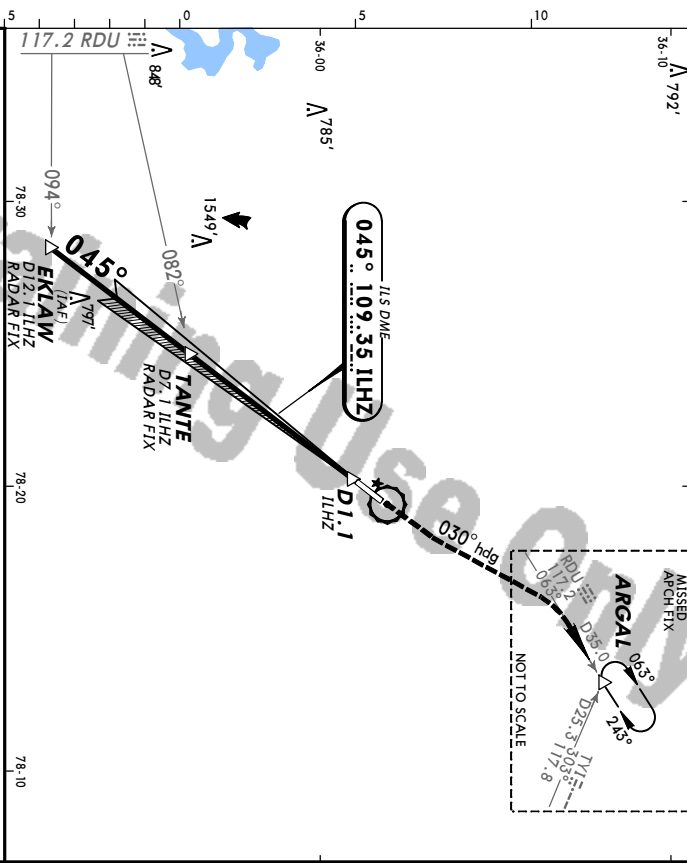 5
0
5
10
117.2 RDU
36-00
36-10
848'
785'
792'
78-30
094°
1549'
082°
045°
ILS DME
045° 109.35 ILHZ
EKLAW
(IAF)
D12.1 ILHZ
RADAR FIX
797'
TANTE
D7.1 ILHZ
RADAR FIX
78-20
D1.1
ILHZ
030° hdg
MISSED
APCH FIX
ARGAL
RDU
117.2
063°
D35.0
063°
243°
NOT TO SCALE
TYI
D25.3 303°
117.8
78-10
aining Use Only